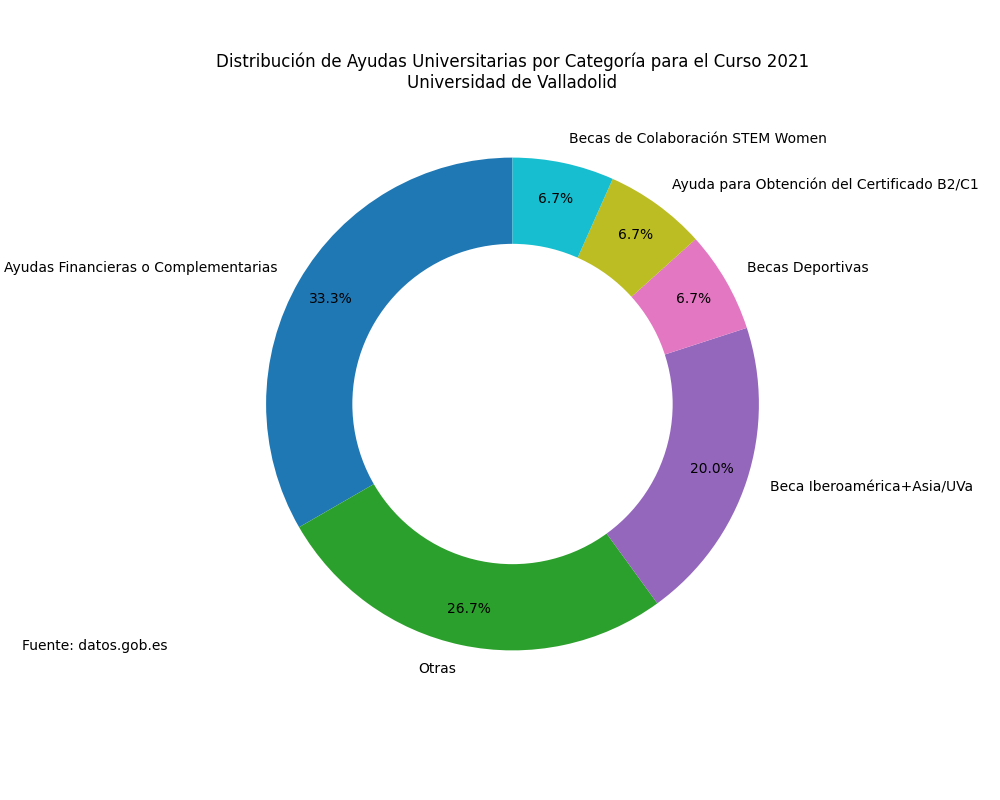 Distribución de Ayudas Universitarias por Categoría para el Curso 2021
Universidad de Valladolid
Becas de Colaboración STEM Women
6.7%
Ayuda para Obtención del Certificado B2/C1
6.7%
Becas Deportivas
6.7%
Ayudas Financieras o Complementarias
33.3%
20.0%
Beca Iberoamérica+Asia/UVa
26.7%
Otras
Fuente: datos.gob.es